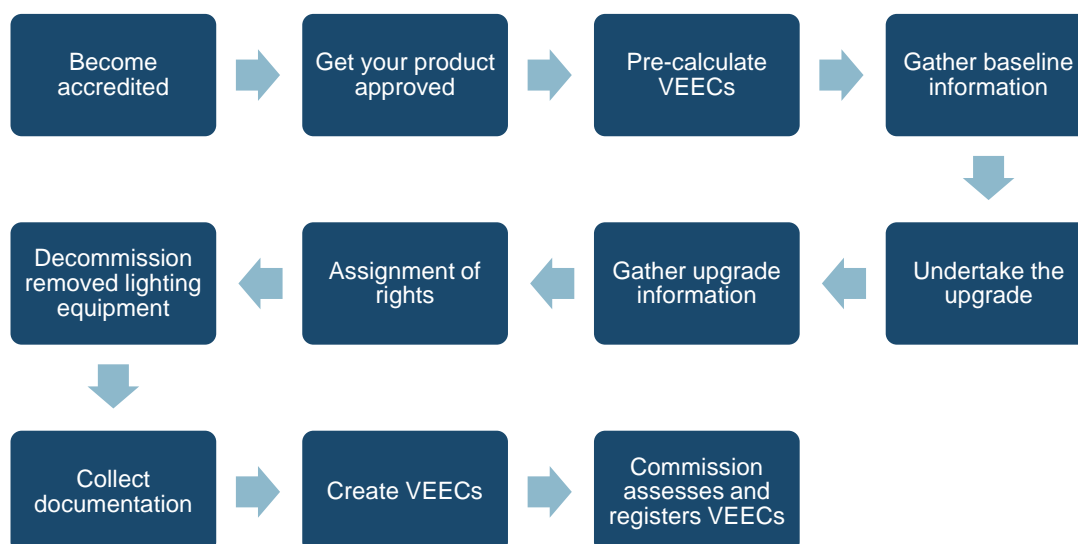 Become
accredited
Get your product
approved
Pre-calculate
VEECs
Gather baseline
information
Undertake the
upgrade
Gather upgrade
information
Assignment of
rights
Decommission
removed lighting
equipment
Collect
documentation
Create VEECs
Commission
assesses and
registers VEECs